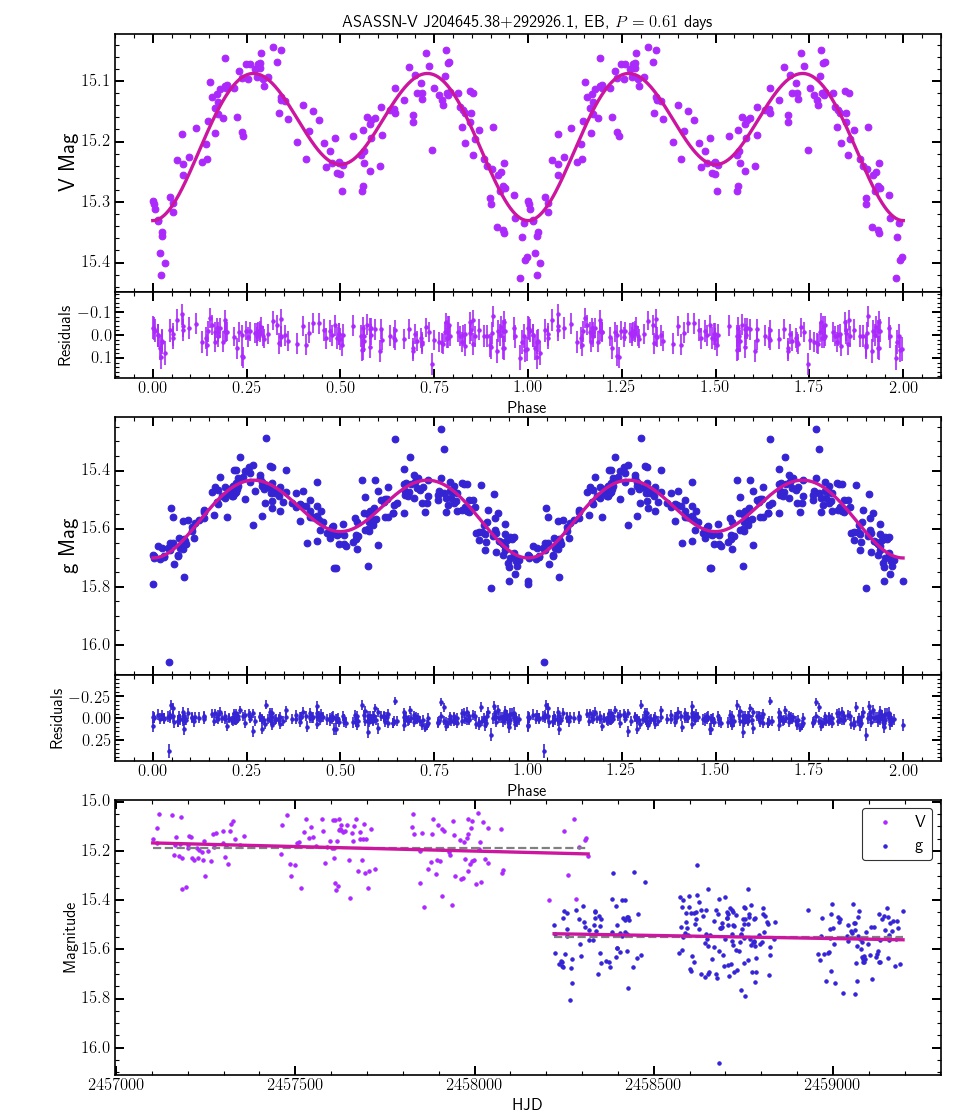 ASASSN-V J204645.38+292926.1, EB, P = 0.61 days
V Mag
15.1
15.2
15.3
15.4
Residuals
−0.1
0.0
0.1
0.00 0.25 0.50 0.75 1.00 1.25 1.50 1.75 2.00
Phase
g Mag
15.4
15.6
15.8
16.0
Residuals
−0.25
0.00
0.25
0.00 0.25 0.50 0.75 1.00 1.25 1.50 1.75 2.00
Phase
Magnitude
15.0
15.2
15.4
15.6
15.8
16.0
V
g
2457000 2457500 2458000 2458500 2459000
HJD